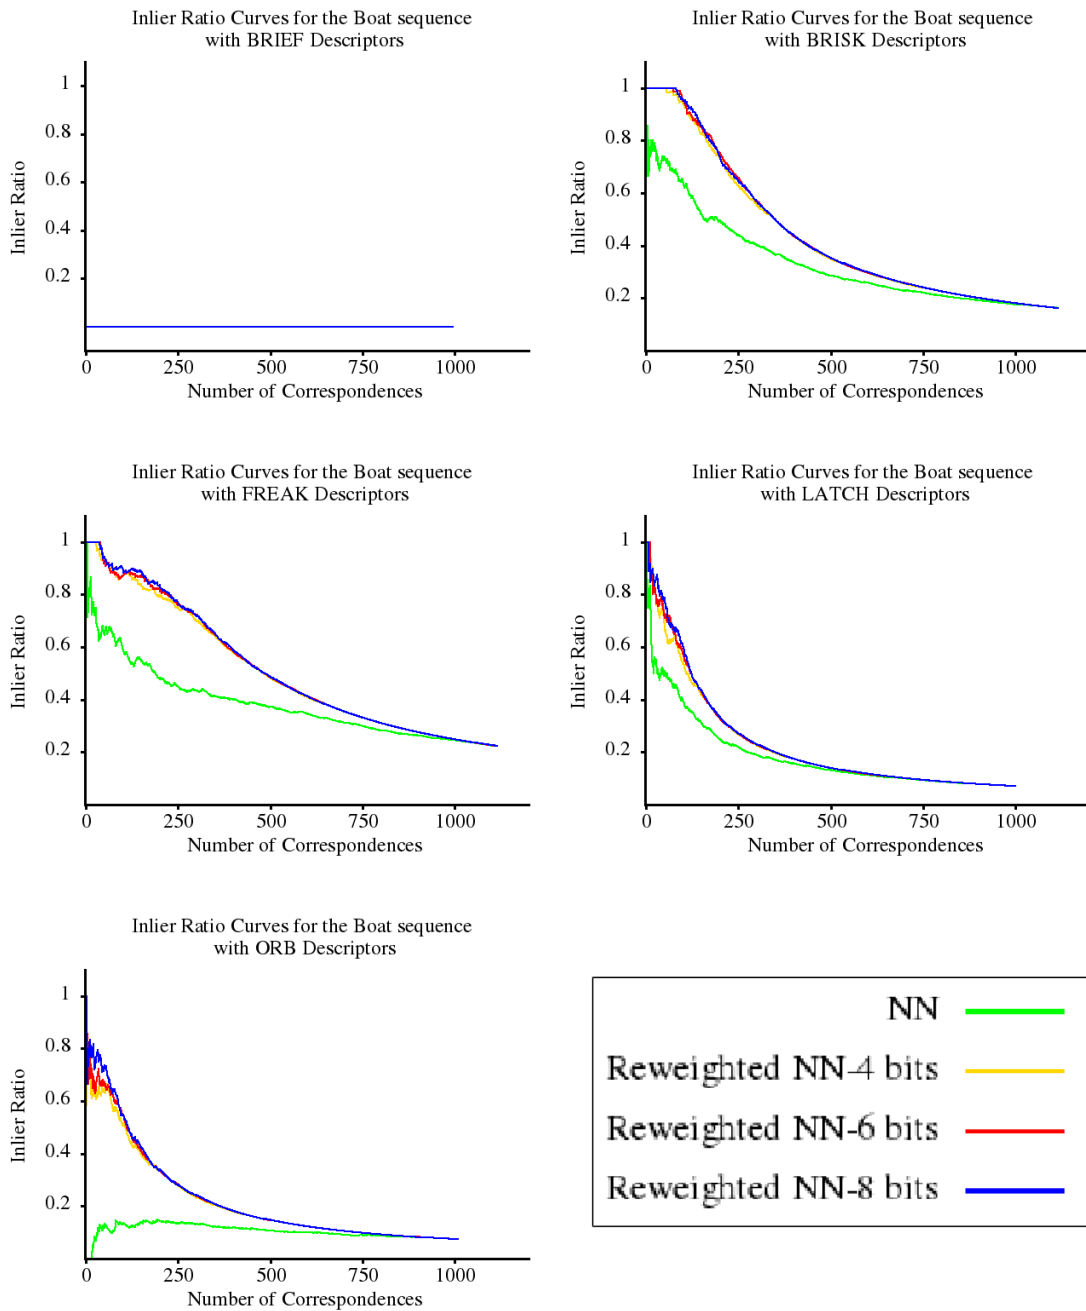 Inlier Ratio Curves for the Boat sequence
with BRIEF Descriptors
1
0.8
0.6
0.4
0.2
Inlier Ratio
0 250 500 750 1000
Number of Correspondences
Inlier Ratio Curves for the Boat sequence
with BRISK Descriptors
1
0.8
0.6
0.4
0.2
Inlier Ratio
0 250 500 750 1000
Number of Correspondences
Inlier Ratio Curves for the Boat sequence
with FREAK Descriptors
1
0.8
0.6
0.4
0.2
Inlier Ratio
0 250 500 750 1000
Number of Correspondences
Inlier Ratio Curves for the Boat sequence
with LATCH Descriptors
1
0.8
0.6
0.4
0.2
Inlier Ratio
0 250 500 750 1000
Number of Correspondences
Inlier Ratio Curves for the Boat sequence
with ORB Descriptors
1
0.8
0.6
0.4
0.2
Inlier Ratio
0 250 500 750 1000
Number of Correspondences
NN
Reweighted NN-4 bits
Reweighted NN-6 bits
Reweighted NN-8 bits